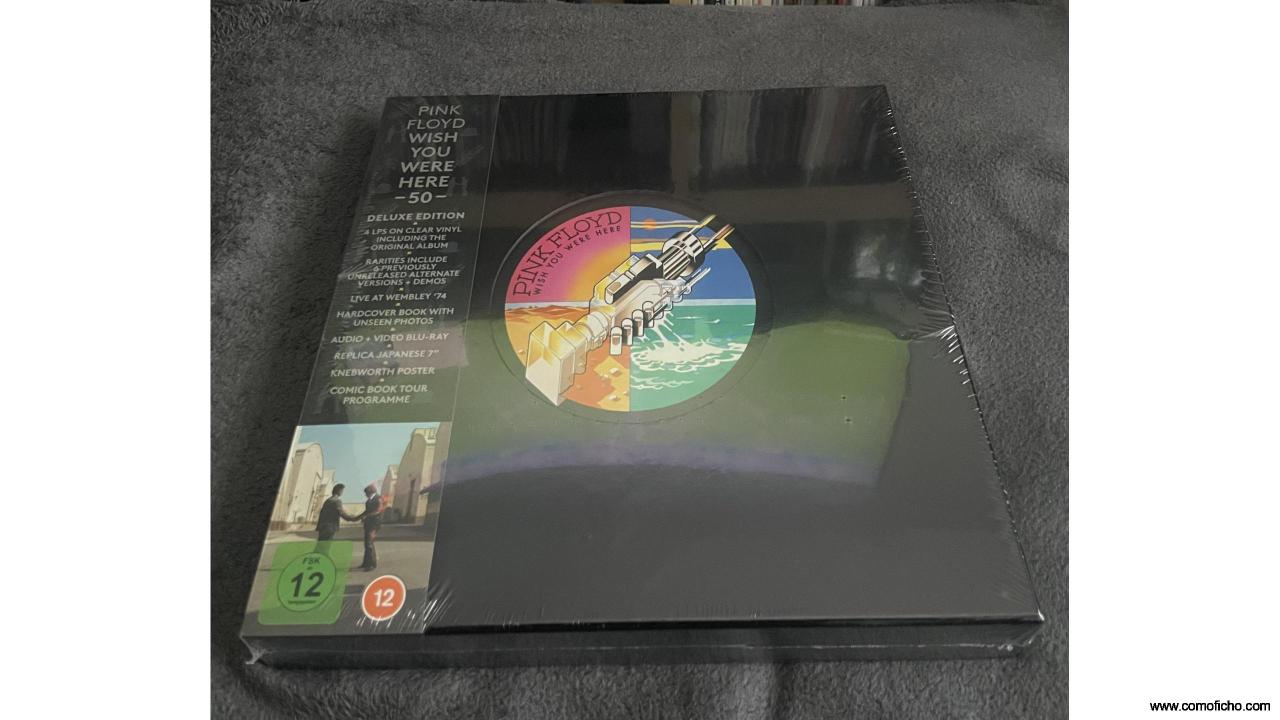 PINK
FLOYD
WISH
YOU
WERE
HERE
–50–
DELUXE EDITION
4 LPS ON CLEAR VINYL
INCLUDING THE
ORIGINAL ALBUM
RARITIES INCLUDE
6 PREVIOUSLY
UNRELEASED ALTERNATE
VERSIONS + DEMOS
LIVE AT WEMBLEY '74
HARDCOVER BOOK WITH
UNSEEN PHOTOS
AUDIO + VIDEO BLU-RAY
REPLICA JAPANESE 7"
KNEBWORTH POSTER
COMIC BOOK TOUR
PROGRAMME
PINK FLOYD
WISH YOU WERE HERE
FSK
ab
12
12
www.comoficho.com